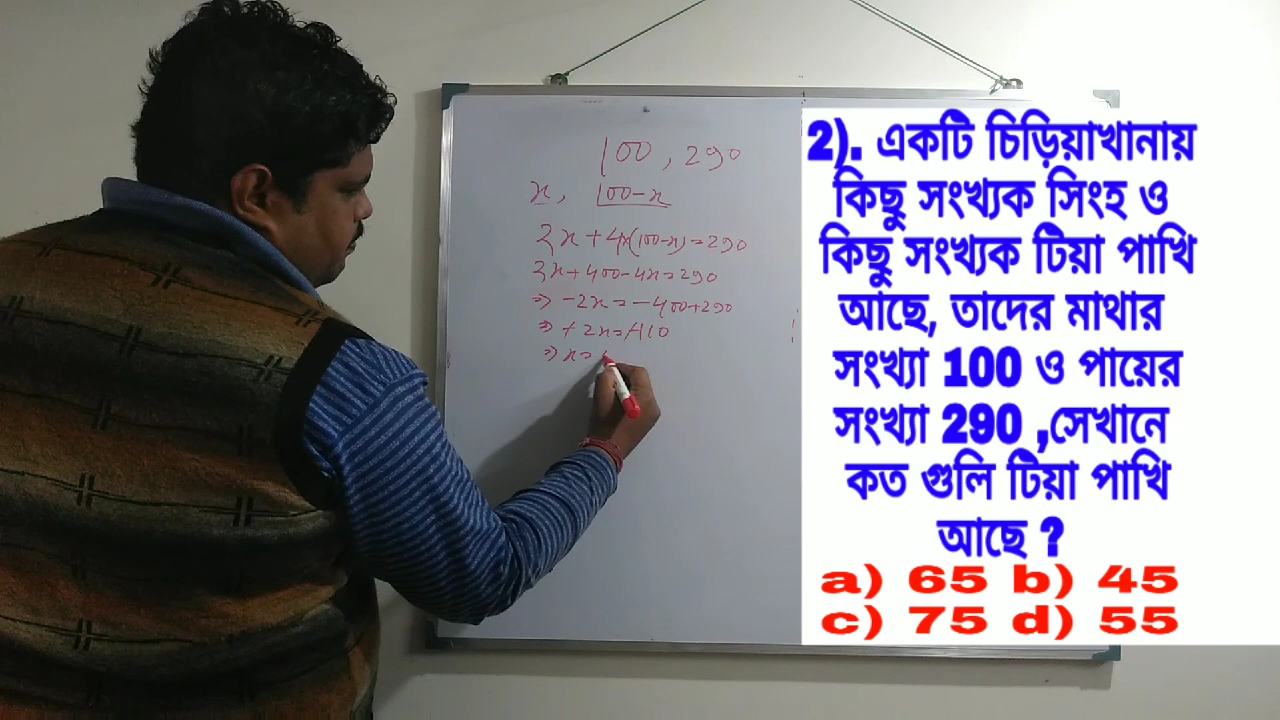 100, 290
x, 100-x
2x+4x(100-x)=290
2x+400-4x=290
⇒ -2x=-400+290
⇒ +2x=+110
⇒ x=
2). একটি চিড়িয়াখানায়
কিছু সংখ্যক সিংহ ও
কিছু সংখ্যক টিয়া পাখি
আছে, তাদের মাথার
সংখ্যা 100 ও পায়ের
সংখ্যা 290 ,সেখানে
কত গুলি টিয়া পাখি
আছে ?
a) 65 b) 45
c) 75 d) 55